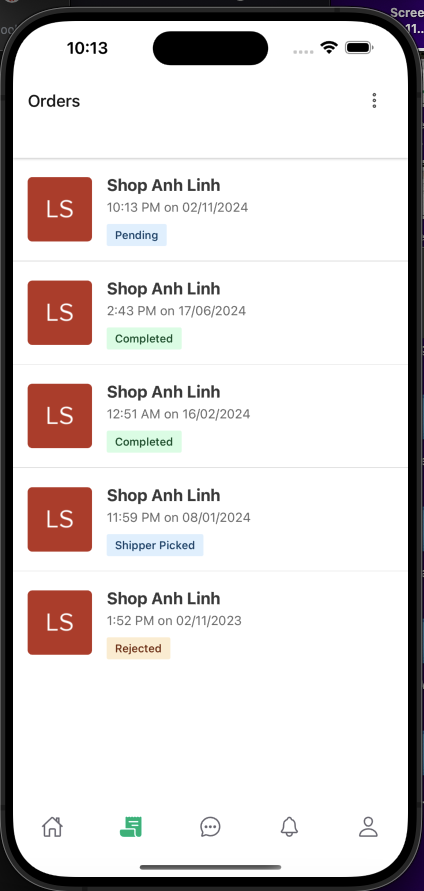 Scree
11...
10:13
Orders
LS
Shop Anh Linh
10:13 PM on 02/11/2024
Pending
LS
Shop Anh Linh
2:43 PM on 17/06/2024
Completed
LS
Shop Anh Linh
12:51 AM on 16/02/2024
Completed
LS
Shop Anh Linh
11:59 PM on 08/01/2024
Shipper Picked
LS
Shop Anh Linh
1:52 PM on 02/11/2023
Rejected